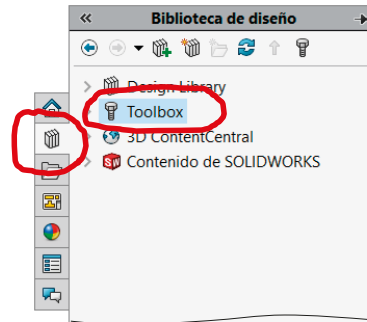 Biblioteca de diseño
Design Library
Toolbox
3D ContentCentral
Contenido de SOLIDWORKS